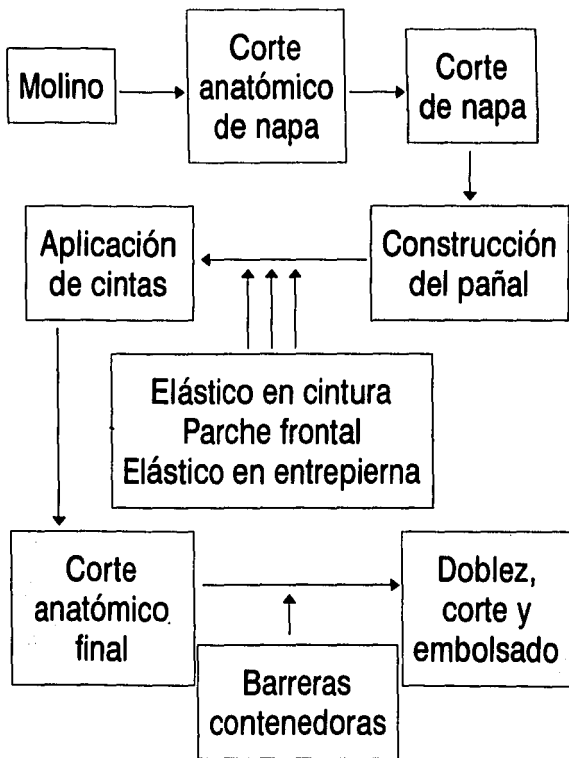 Molino
Corte
anatómico
de napa
Corte
de napa
Construcción
del pañal
Aplicación
de cintas
Elástico en cintura
Parche frontal
Elástico en entrepierna
Corte
anatómico
final
Barreras
contenedoras
Doblez,
corte y
embolsado